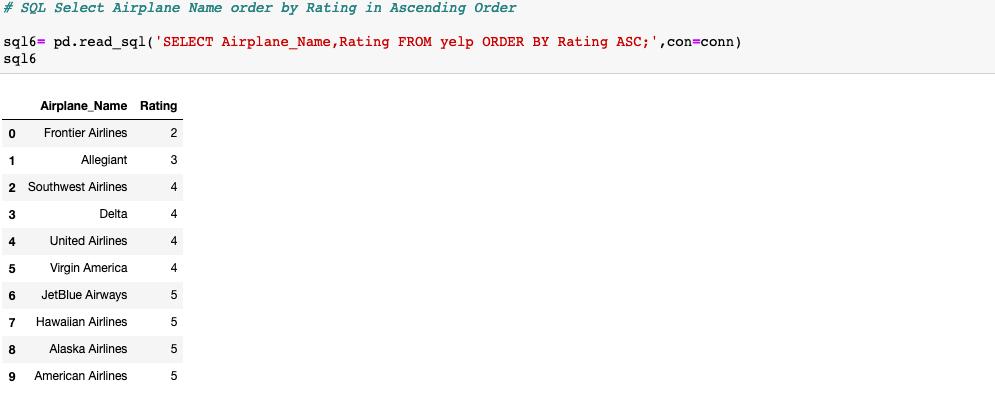 # SQL Select Airplane Name order by Rating in Ascending Order
sql6= pd.read_sql('SELECT Airplane_Name,Rating FROM yelp ORDER BY Rating ASC;',con=conn)
sql6
Airplane_Name Rating
0 Frontier Airlines 2
1 Allegiant 3
2 Southwest Airlines 4
3 Delta 4
4 United Airlines 4
5 Virgin America 4
6 JetBlue Airways 5
7 Hawaiian Airlines 5
8 Alaska Airlines 5
9 American Airlines 5